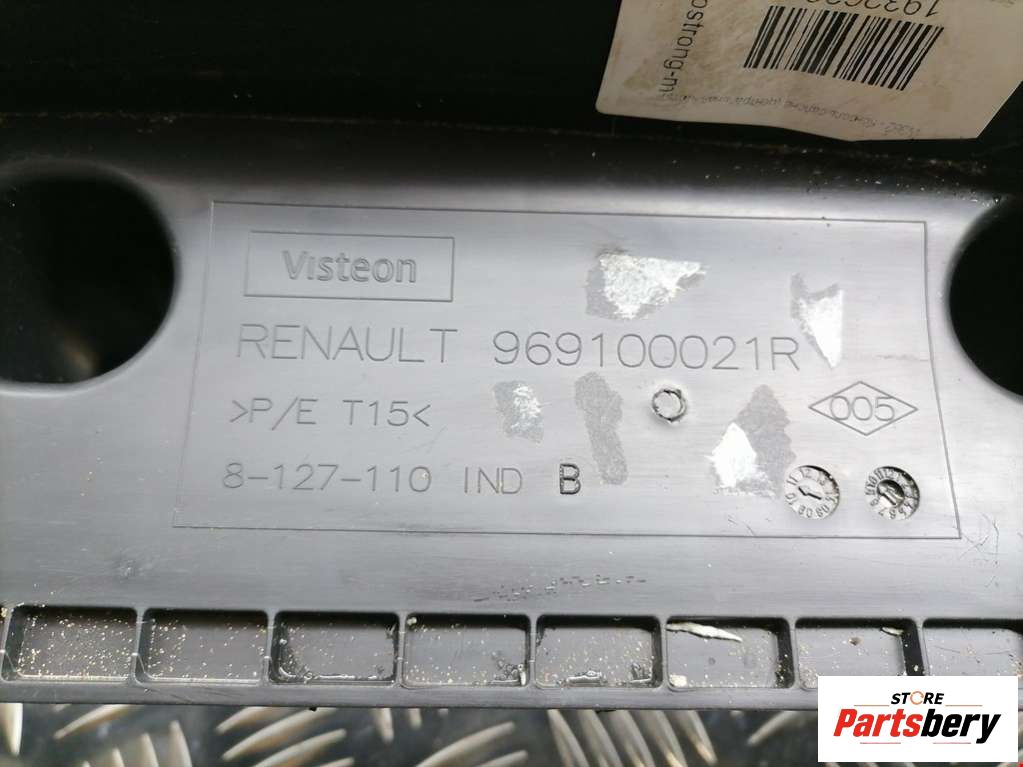 Visteon
RENAULT 969100021R
>P/E T15<
005
8-127-110 IND B
STORE
Partsbery